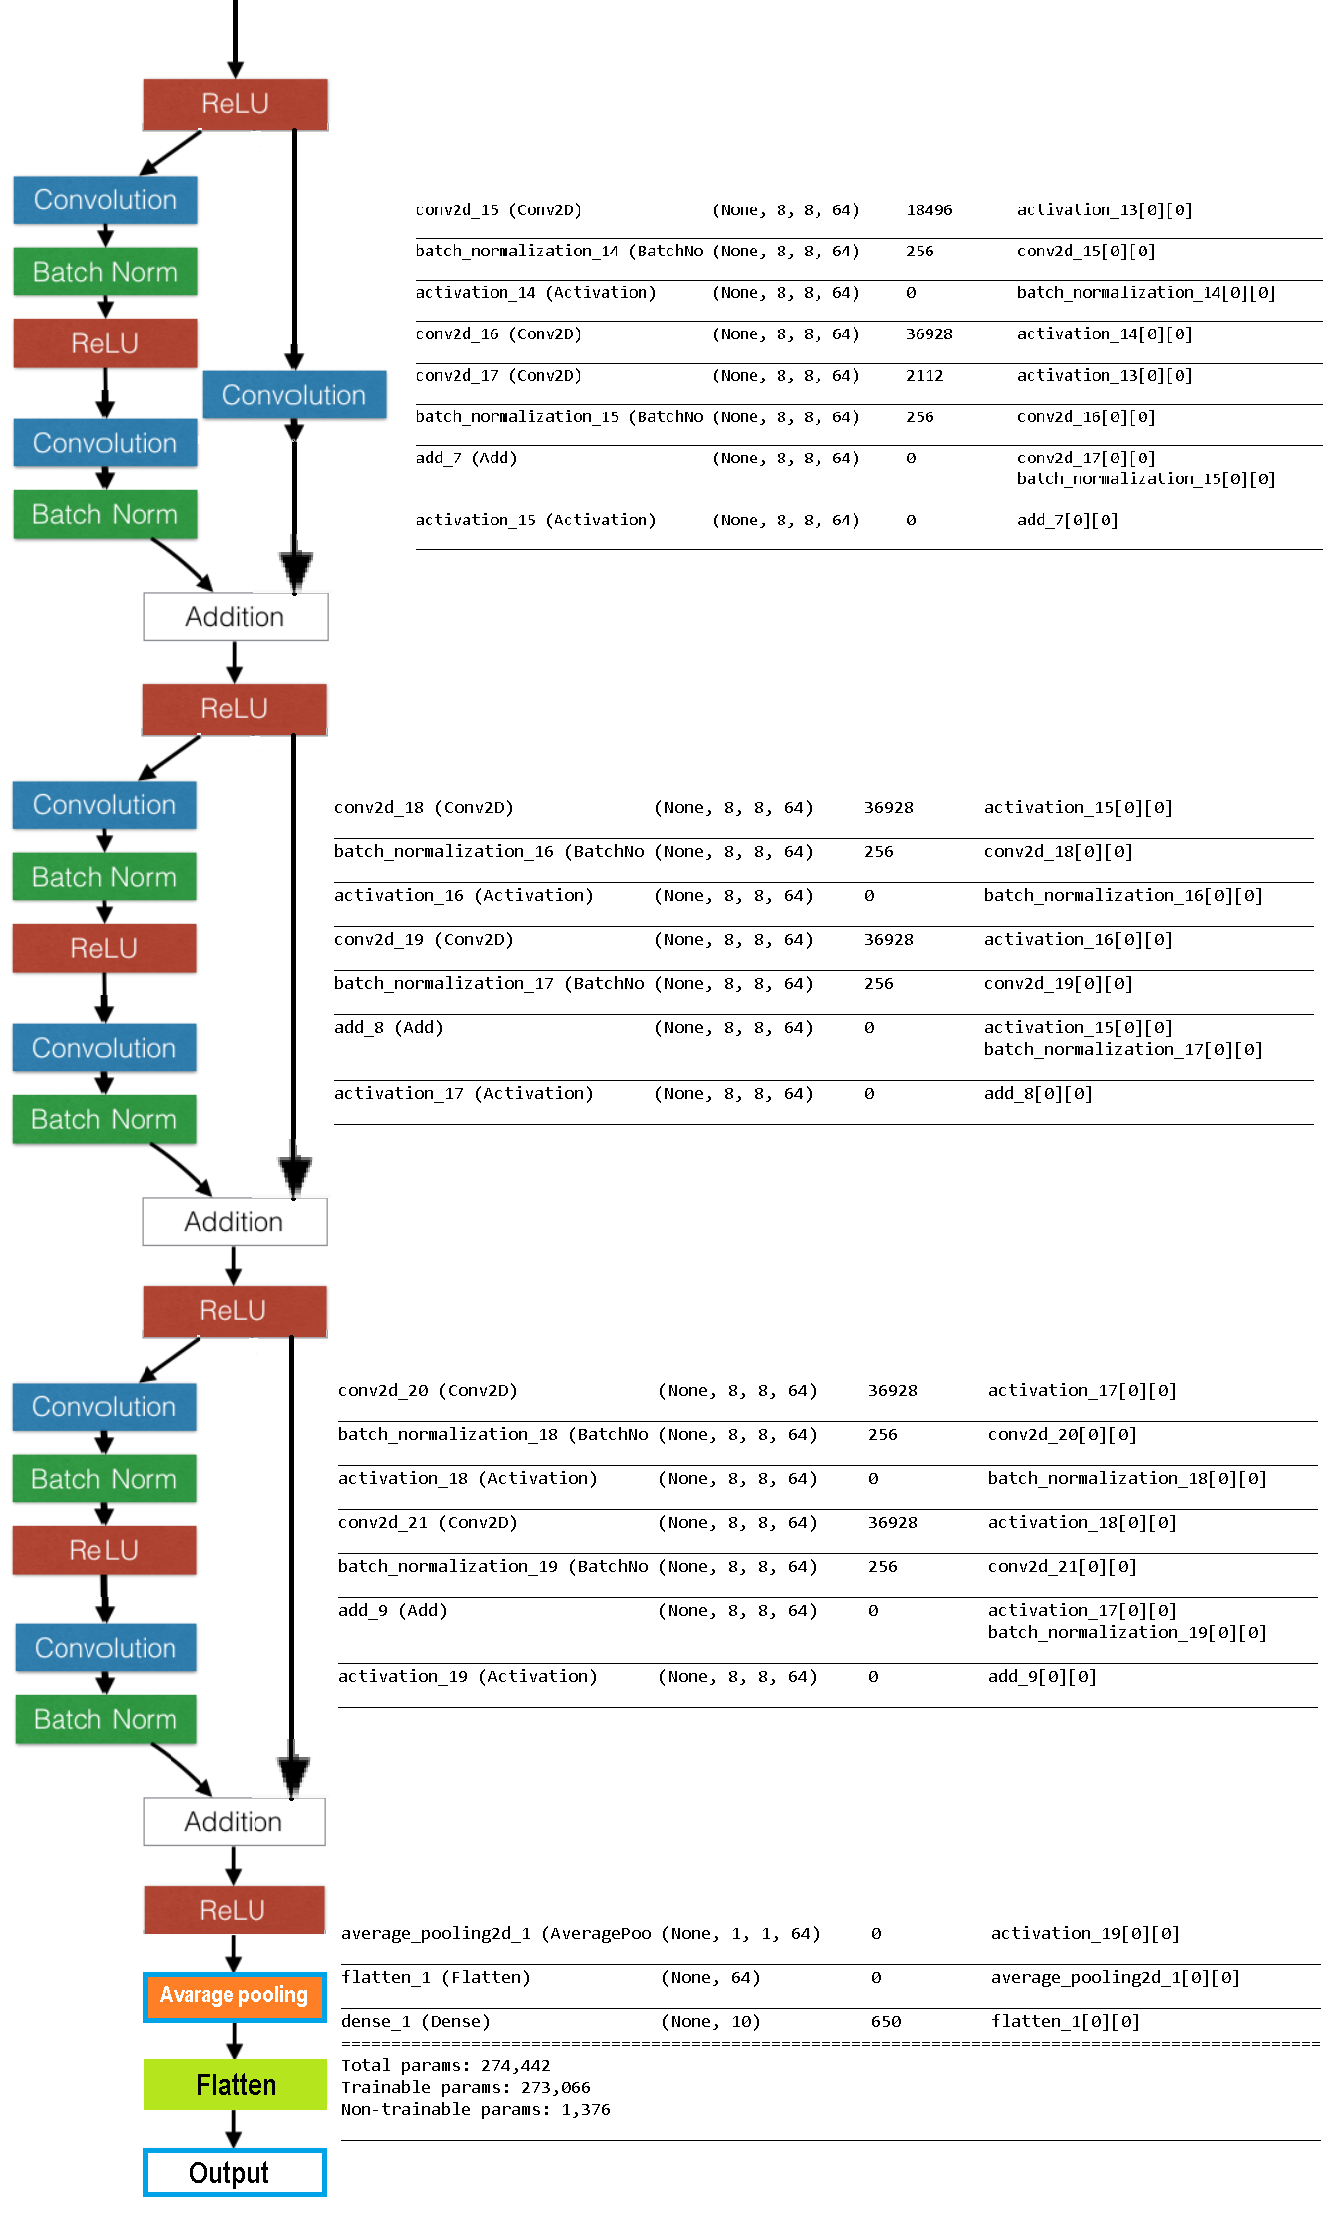 ReLU
Convolution
Batch Norm
ReLU
Convolution
Convolution
Batch Norm
Addition
conv2d_15 (Conv2D) (None, 8, 8, 64) 18496 activation_13[0][0]
batch_normalization_14 (BatchNo (None, 8, 8, 64) 256 conv2d_15[0][0]
activation_14 (Activation) (None, 8, 8, 64) 0 batch_normalization_14[0][0]
conv2d_16 (Conv2D) (None, 8, 8, 64) 36928 activation_14[0][0]
conv2d_17 (Conv2D) (None, 8, 8, 64) 2112 activation_13[0][0]
batch_normalization_15 (BatchNo (None, 8, 8, 64) 256 conv2d_16[0][0]
add_7 (Add) (None, 8, 8, 64) 0 conv2d_17[0][0]
batch_normalization_15[0][0]
activation_15 (Activation) (None, 8, 8, 64) 0 add_7[0][0]
ReLU
Convolution
Batch Norm
ReLU
Convolution
Batch Norm
Addition
conv2d_18 (Conv2D) (None, 8, 8, 64) 36928 activation_15[0][0]
batch_normalization_16 (BatchNo (None, 8, 8, 64) 256 conv2d_18[0][0]
activation_16 (Activation) (None, 8, 8, 64) 0 batch_normalization_16[0][0]
conv2d_19 (Conv2D) (None, 8, 8, 64) 36928 activation_16[0][0]
batch_normalization_17 (BatchNo (None, 8, 8, 64) 256 conv2d_19[0][0]
add_8 (Add) (None, 8, 8, 64) 0 activation_15[0][0]
batch_normalization_17[0][0]
activation_17 (Activation) (None, 8, 8, 64) 0 add_8[0][0]
ReLU
Convolution
Batch Norm
ReLU
Convolution
Batch Norm
Addition
conv2d_20 (Conv2D) (None, 8, 8, 64) 36928 activation_17[0][0]
batch_normalization_18 (BatchNo (None, 8, 8, 64) 256 conv2d_20[0][0]
activation_18 (Activation) (None, 8, 8, 64) 0 batch_normalization_18[0][0]
conv2d_21 (Conv2D) (None, 8, 8, 64) 36928 activation_18[0][0]
batch_normalization_19 (BatchNo (None, 8, 8, 64) 256 conv2d_21[0][0]
add_9 (Add) (None, 8, 8, 64) 0 activation_17[0][0]
batch_normalization_19[0][0]
activation_19 (Activation) (None, 8, 8, 64) 0 add_9[0][0]
ReLU
Avarage pooling
Flatten
Output
average_pooling2d_1 (AveragePoo (None, 1, 1, 64) 0 activation_19[0][0]
flatten_1 (Flatten) (None, 64) 0 average_pooling2d_1[0][0]
dense_1 (Dense) (None, 10) 650 flatten_1[0][0]
Total params: 274,442
Trainable params: 273,066
Non-trainable params: 1,376